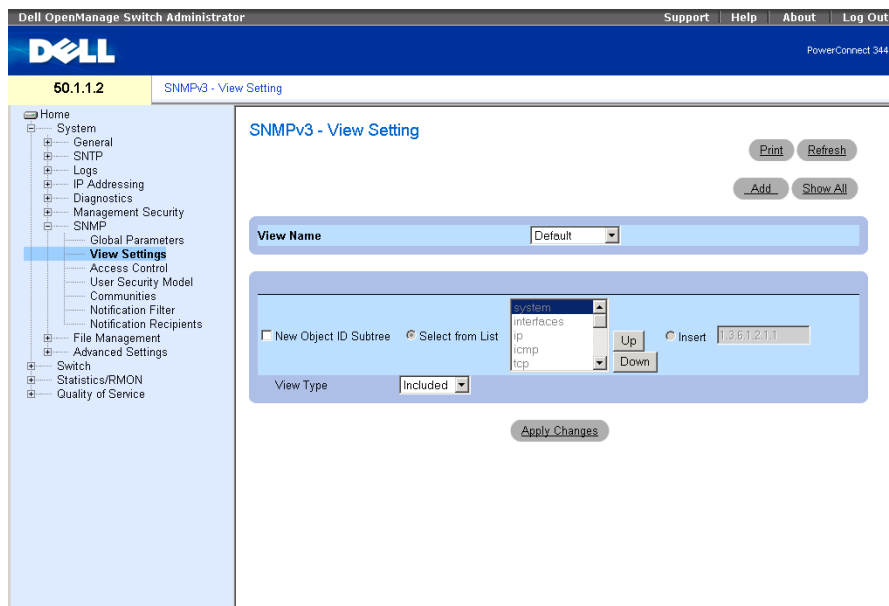 Dell OpenManage Switch Administrator
Support Help About Log Out
DELL
PowerConnect 344
50.1.1.2
SNMPv3 - View Setting
Home
System
General
SNTP
Logs
IP Addressing
Diagnostics
Management Security
SNMP
Global Parameters
View Settings
Access Control
User Security Model
Communities
Notification Filter
Notification Recipients
File Management
Advanced Settings
Switch
Statistics/RMON
Quality of Service
SNMPv3 - View Setting
Print Refresh
Add Show All
View Name Default
New Object ID Subtree Select from List
system
interfaces
ip
icmp
tcp
Up
Down
Insert 1.3.6.1.2.1.1
View Type Included
Apply Changes